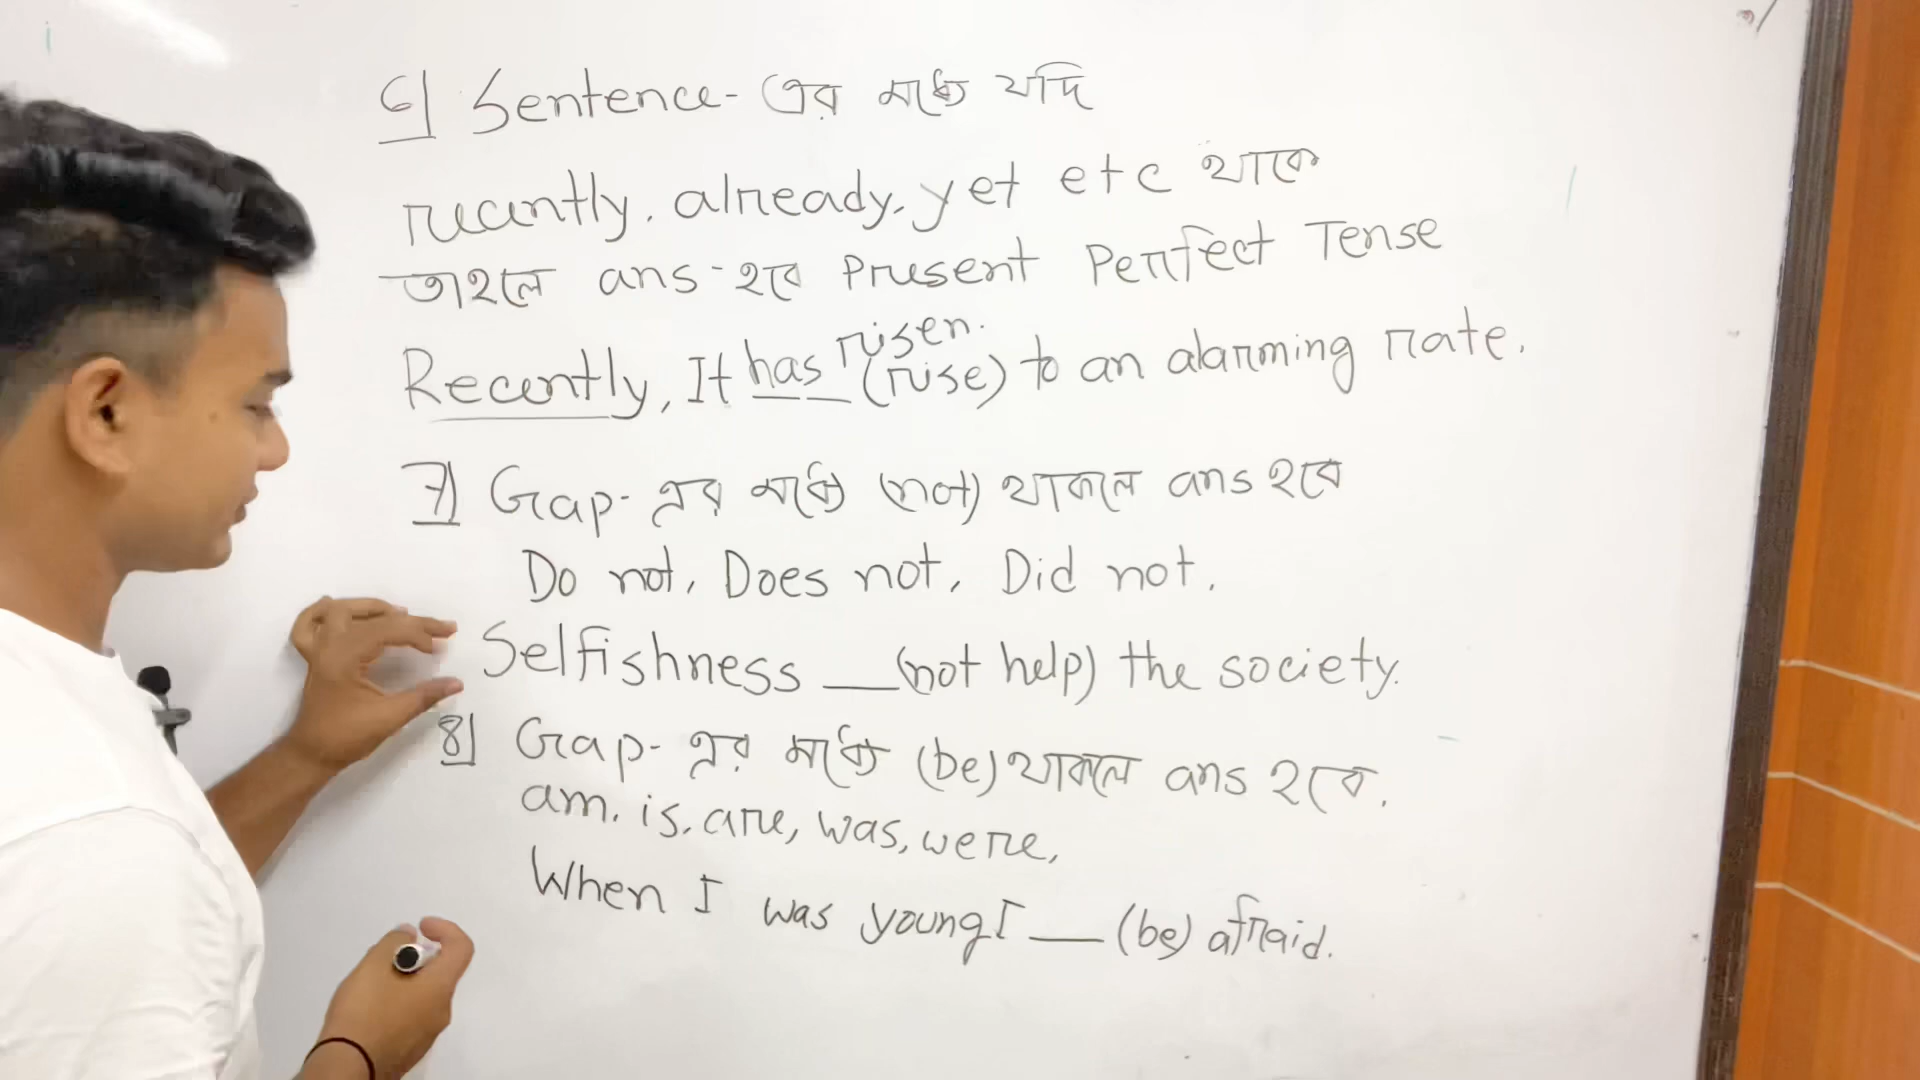 6| Sentence- এর মধ্যে যদি
recently, already, yet etc থাকে
তাহলে ans-হবে Present Perfect Tense
risen.
Recently, It has (rise) to an alarming rate.
7| Gap- এর মধ্যে (not) থাকলে ans হবে
Do not, Does not, Did not.
Selfishness __ (not help) the society.
8| Gap- এর মধ্যে (be) থাকলে ans হবে.
am, is, are, was, were,
When I was young I __ (be) afraid.